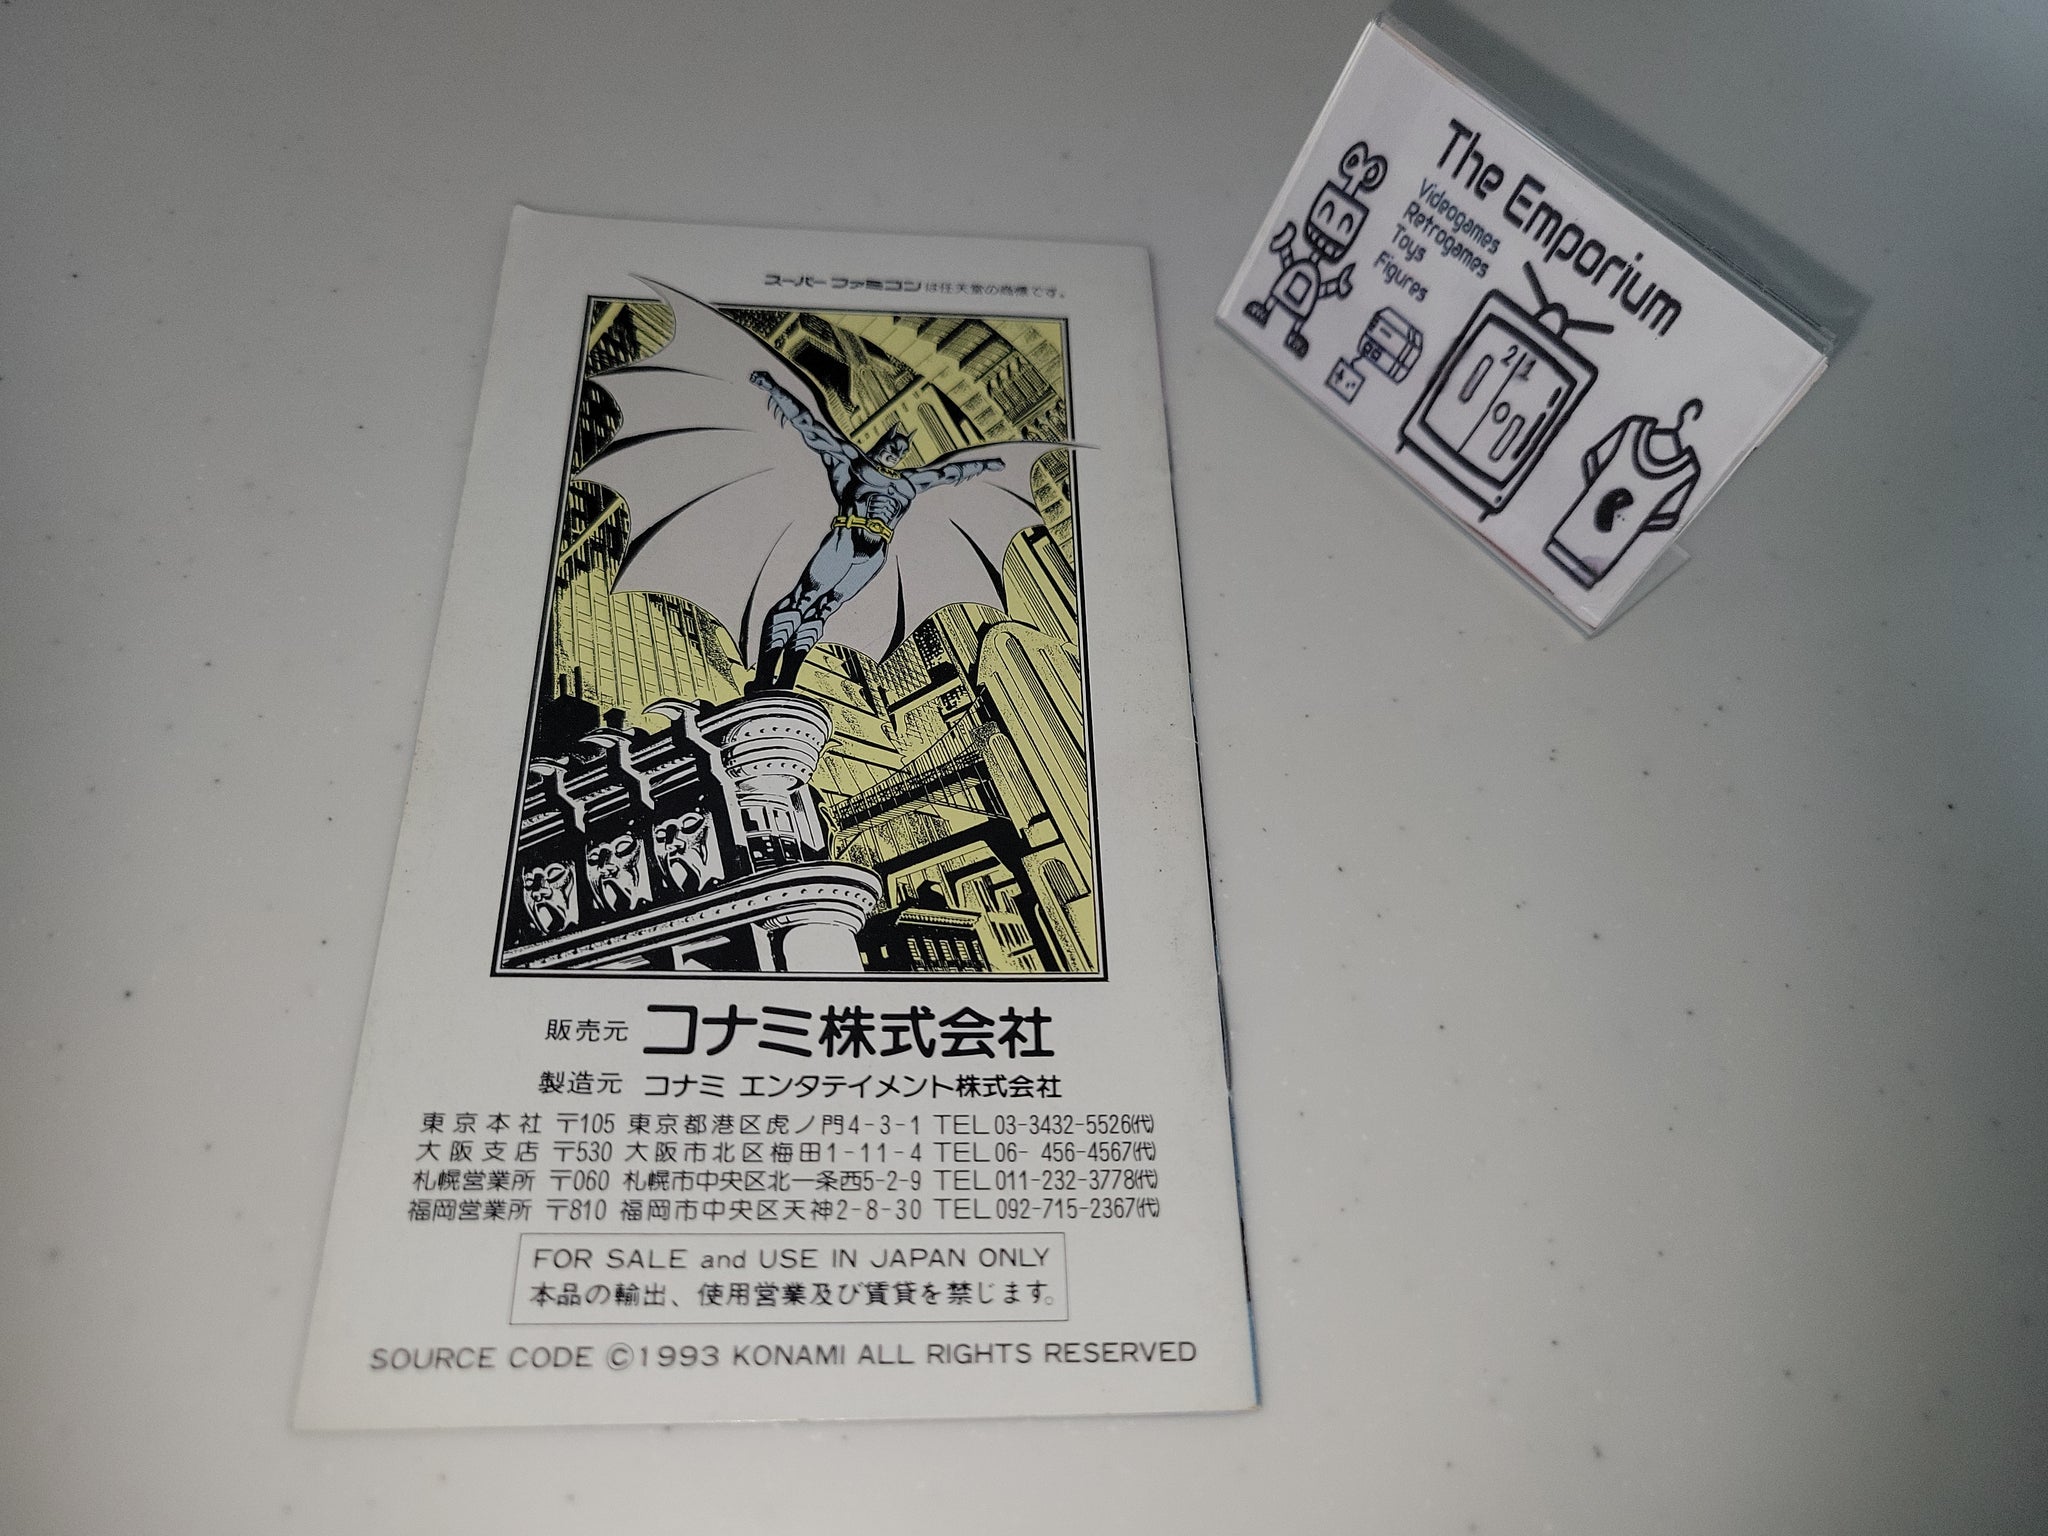 スーパーファミコンは任天堂の商標です。
販売元 コナミ株式会社
製造元 コナミ エンタテイメント株式会社
東京本社 〒105 東京都港区虎ノ門4-3-1 TEL03-3432-5526㈹
大阪支店 〒530 大阪市北区梅田1-11-4 TEL06- 456-4567㈹
札幌営業所 〒060 札幌市中央区北一条西5-2-9 TEL011-232-3778㈹
福岡営業所 〒810 福岡市中央区天神2-8-30 TEL092-715-2367㈹
FOR SALE and USE IN JAPAN ONLY
本品の輸出、使用営業及び賃貸を禁じます。
SOURCE CODE ©1993 KONAMI ALL RIGHTS RESERVED
The Emporium
Videogames
Retrogames
Toys
Figures
21